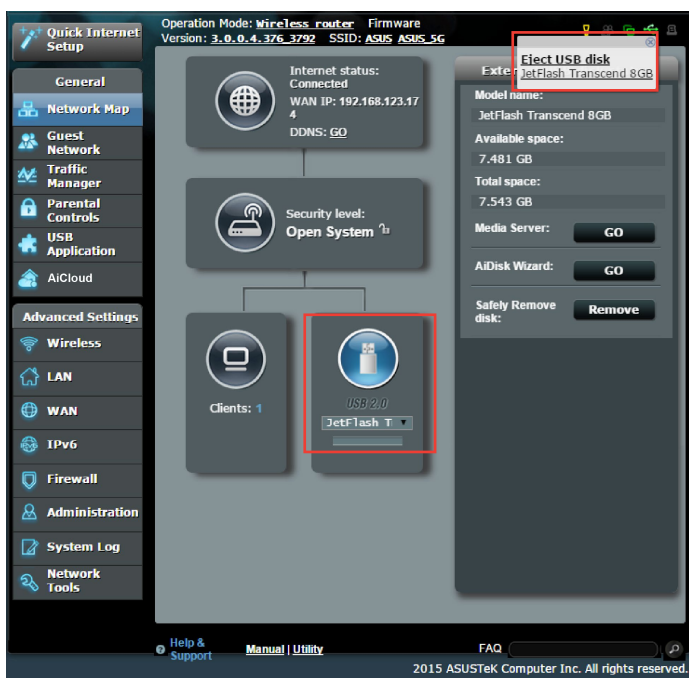 Quick Internet
Setup
Operation Mode: Wireless router Firmware
Version: 3.0.0.4.376_3792 SSID: ASUS ASUS_5G
General
Network Map
Guest
Network
Traffic
Manager
Parental
Controls
USB
Application
AiCloud
Advanced Settings
Wireless
LAN
WAN
IPv6
Firewall
Administration
System Log
Network
Tools
Internet status:
Connected
WAN IP: 192.168.123.17
4
DDNS: GO
Security level:
Open System
Clients: 1
USB 2.0
JetFlash T
Eject USB disk
JetFlash Transcend 8GB
Exte
Model name:
JetFlash Transcend 8GB
Available space:
7.481 GB
Total space:
7.543 GB
Media Server: GO
AiDisk Wizard: GO
Safely Remove
disk: Remove
Help &
Support
Manual | Utility
FAQ
2015 ASUSTeK Computer Inc. All rights reserved.